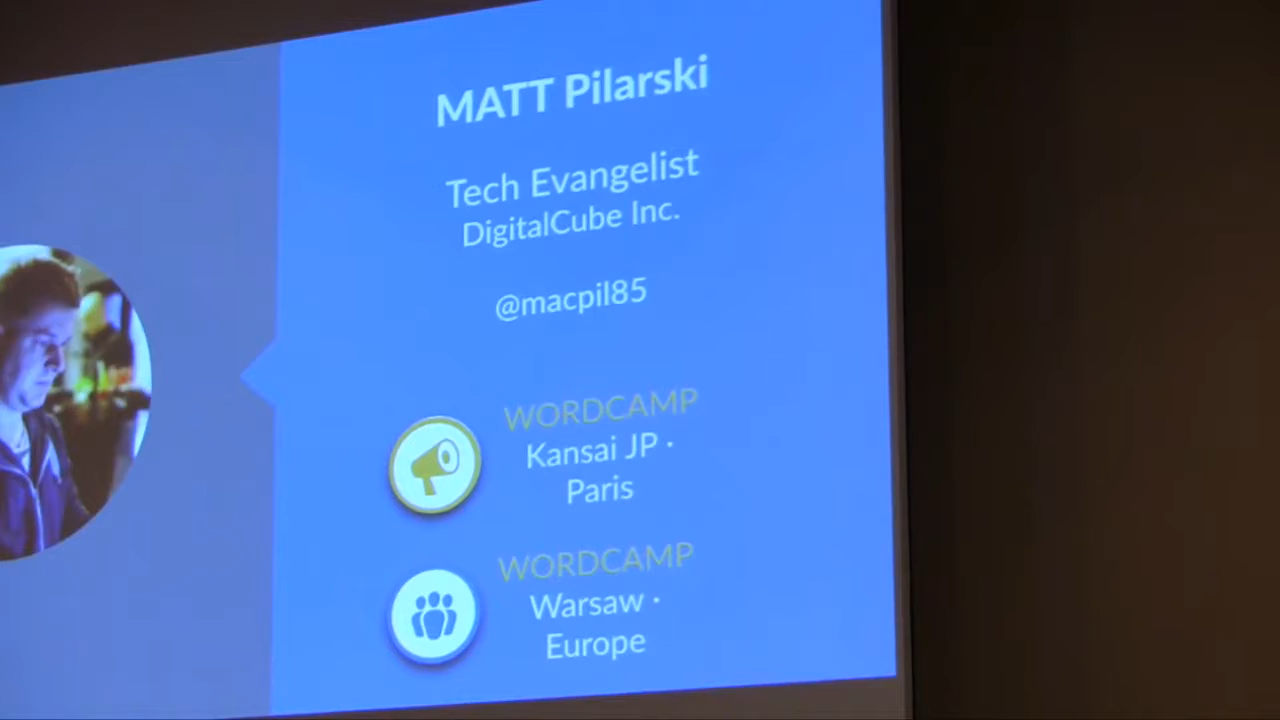 MATT Pilarski
Tech Evangelist
DigitalCube Inc.
@macpil85
WORDCAMP
Kansai JP ·
Paris
WORDCAMP
Warsaw ·
Europe